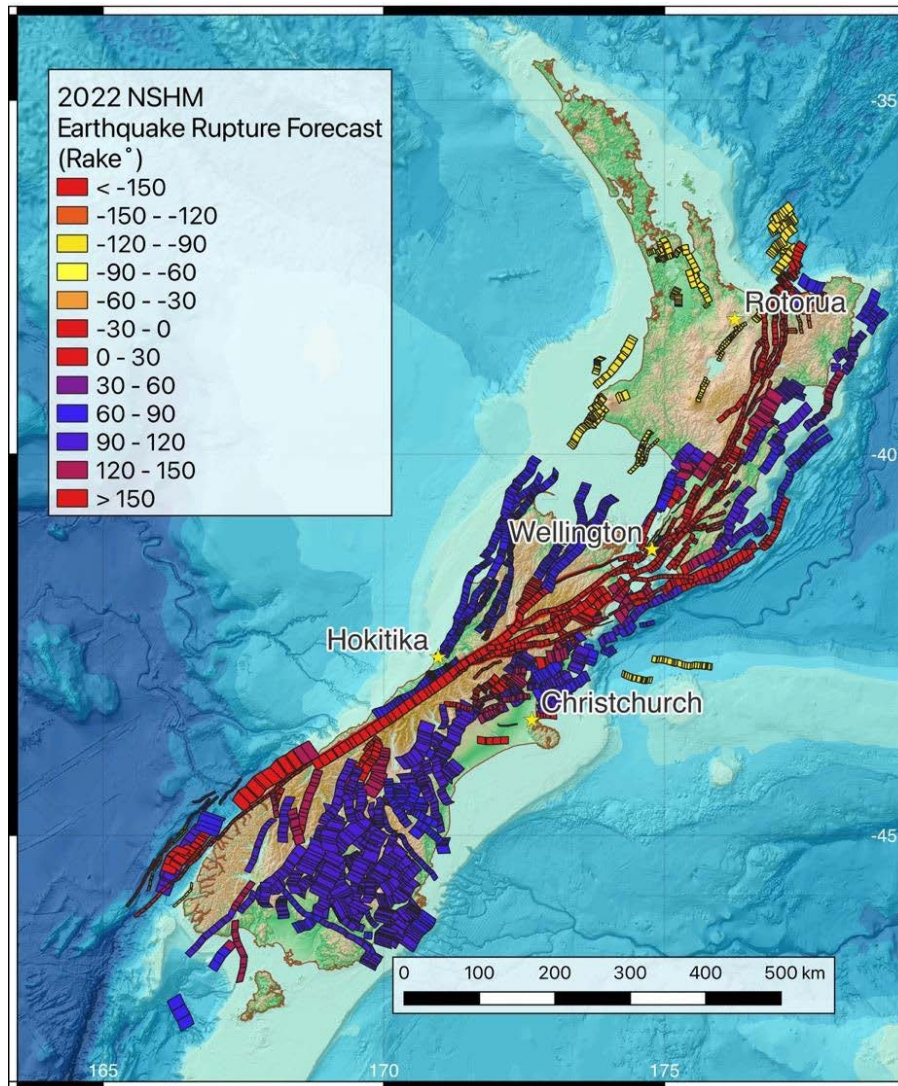 2022 NSHM
Earthquake Rupture Forecast
(Rake°)
< -150
-150 - -120
-120 - -90
-90 - -60
-60 - -30
-30 - 0
0 - 30
30 - 60
60 - 90
90 - 120
120 - 150
> 150
-35
Rotorua
-40
Wellington
Hokitika
Christchurch
-45
0 100 200 300 400 500 km
165 170 175